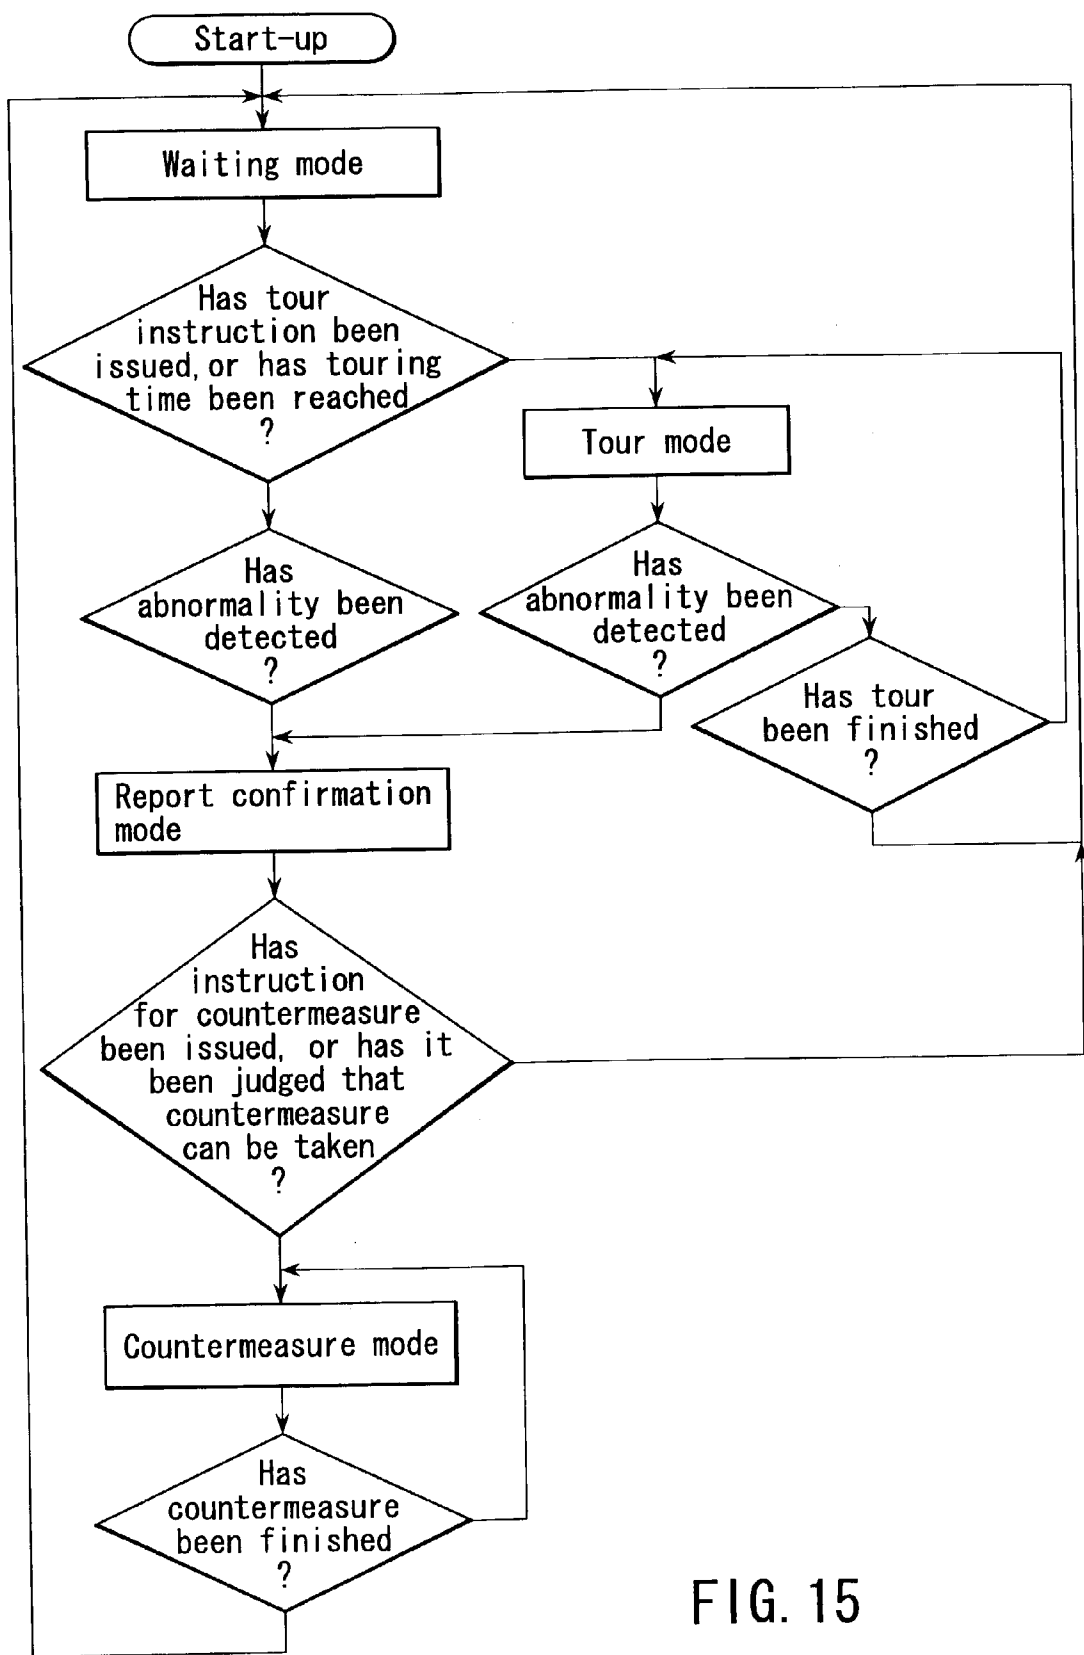 Start-up
Waiting mode
Has tour
instruction been
issued, or has touring
time been reached
?
Tour mode
Has
abnormality been
detected
?
Has
abnormality been
detected
?
Has tour
been finished
?
Report confirmation
mode
Has
instruction
for countermeasure
been issued, or has it
been judged that
countermeasure
can be taken
?
Countermeasure mode
Has
countermeasure
been finished
?
FIG. 15